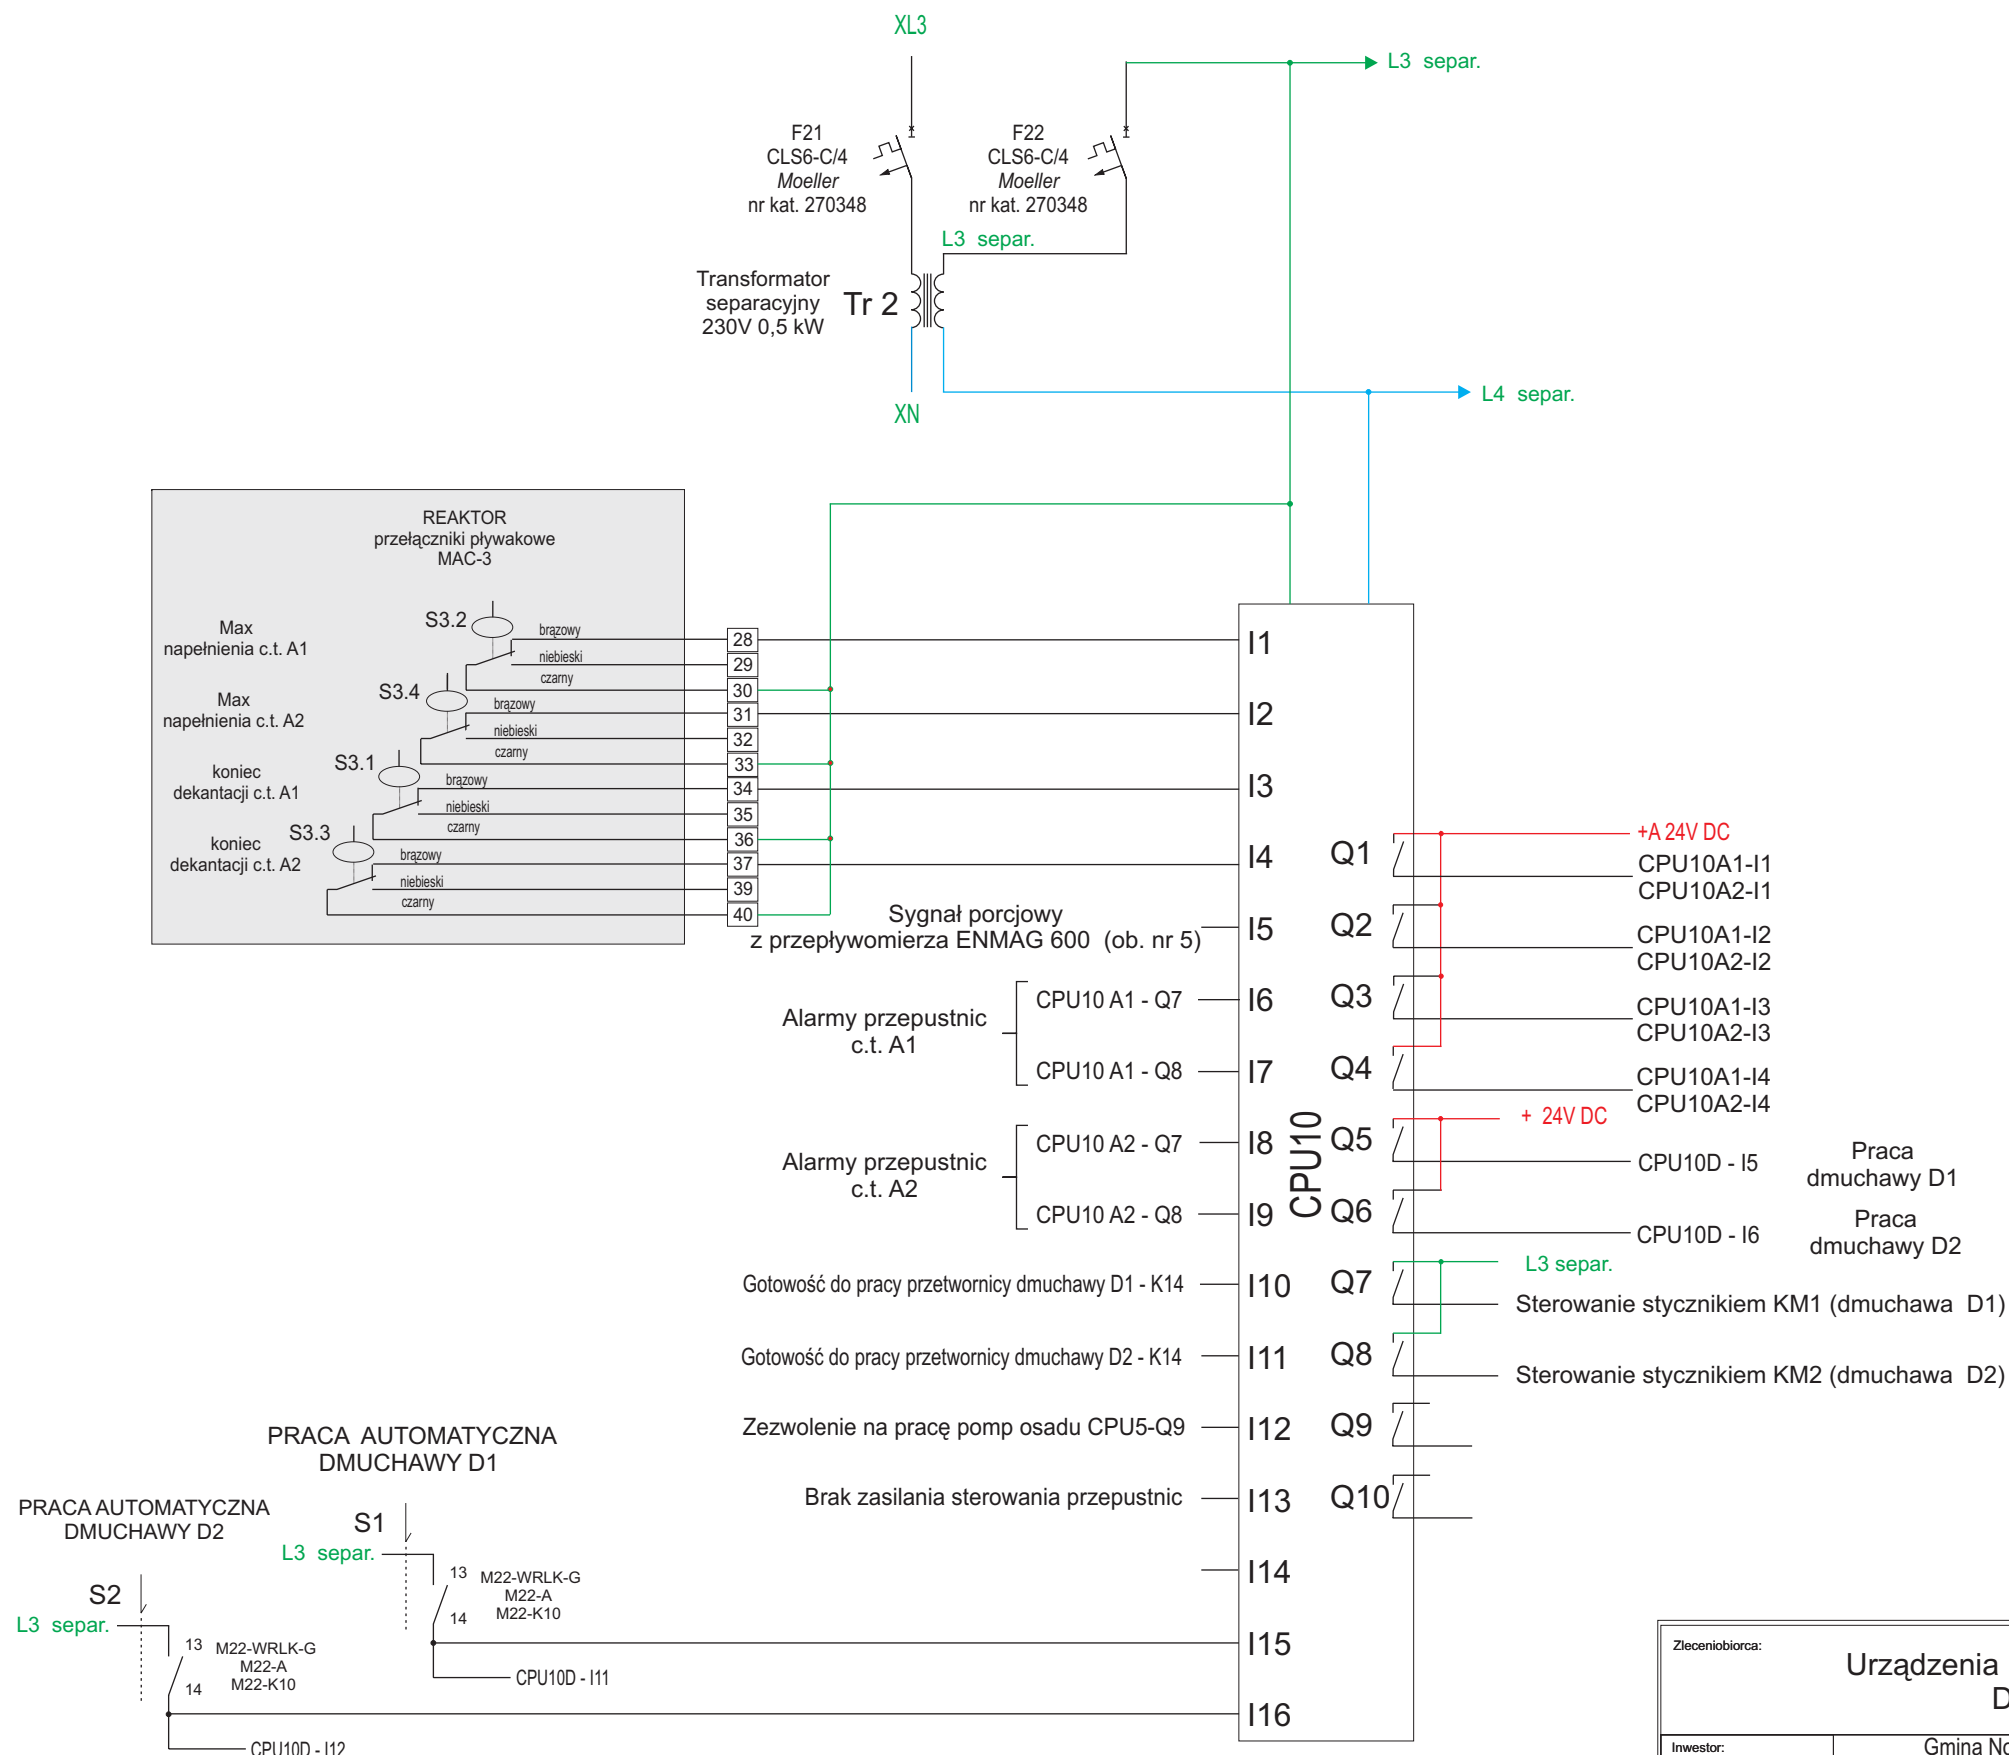 XL3
L3 separ.
F21
CLS6-C/4
Moeller
nr kat. 270348
F22
CLS6-C/4
Moeller
nr kat. 270348
L3 separ.
Transformator
separacyjny
230V 0,5 kW
Tr 2
L4 separ.
XN
REAKTOR
przełączniki pływakowe
MAC-3
Max
napełnienia c.t. A1
S3.2
brązowy
niebieski
czarny
28
29
30
I1
Max
napełnienia c.t. A2
S3.4
brązowy
niebieski
czarny
31
32
33
I2
koniec
dekantacji c.t. A1
S3.1
brązowy
niebieski
czarny
34
35
36
I3
koniec
dekantacji c.t. A2
S3.3
brązowy
niebieski
czarny
37
39
40
I4
Sygnał porcjowy
z przepływomierza ENMAG 600 (ob. nr 5)
I5
Alarmy przepustnic
c.t. A1
CPU10 A1 - Q7
I6
CPU10 A1 - Q8
I7
Alarmy przepustnic
c.t. A2
CPU10 A2 - Q7
I8
CPU10 A2 - Q8
I9
Gotowość do pracy przetwornicy dmuchawy D1 - K14
I10
Gotowość do pracy przetwornicy dmuchawy D2 - K14
I11
Zezwolenie na pracę pomp osadu CPU5-Q9
I12
Brak zasilania sterowania przepustnic
I13
I14
I15
I16
CPU10
Q1
+A 24V DC
CPU10A1-I1
CPU10A2-I1
Q2
CPU10A1-I2
CPU10A2-I2
Q3
CPU10A1-I3
CPU10A2-I3
Q4
CPU10A1-I4
CPU10A2-I4
+ 24V DC
Q5
CPU10D - I5
Praca
dmuchawy D1
Q6
CPU10D - I6
Praca
dmuchawy D2
L3 separ.
Q7
Sterowanie stycznikiem KM1 (dmuchawa D1)
Q8
Sterowanie stycznikiem KM2 (dmuchawa D2)
Q9
Q10
PRACA AUTOMATYCZNA
DMUCHAWY D1
S1
L3 separ.
13
14
M22-WRLK-G
M22-A
M22-K10
CPU10D - I11
PRACA AUTOMATYCZNA
DMUCHAWY D2
S2
L3 separ.
13
14
M22-WRLK-G
M22-A
M22-K10
CPU10D - I12
Zleceniobiorca:
Urządzenia
D
Inwestor:
Gmina No